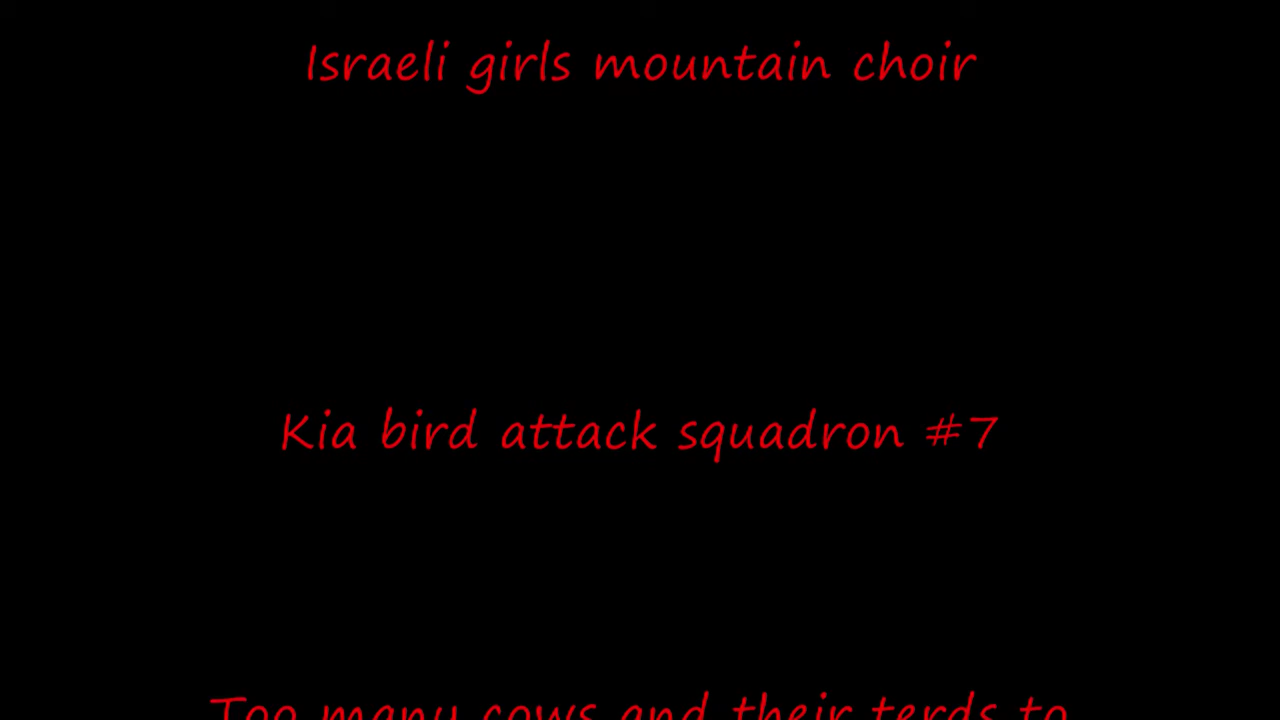 Israeli girls mountain choir
Kia bird attack squadron #7
Too many cows and their terds to